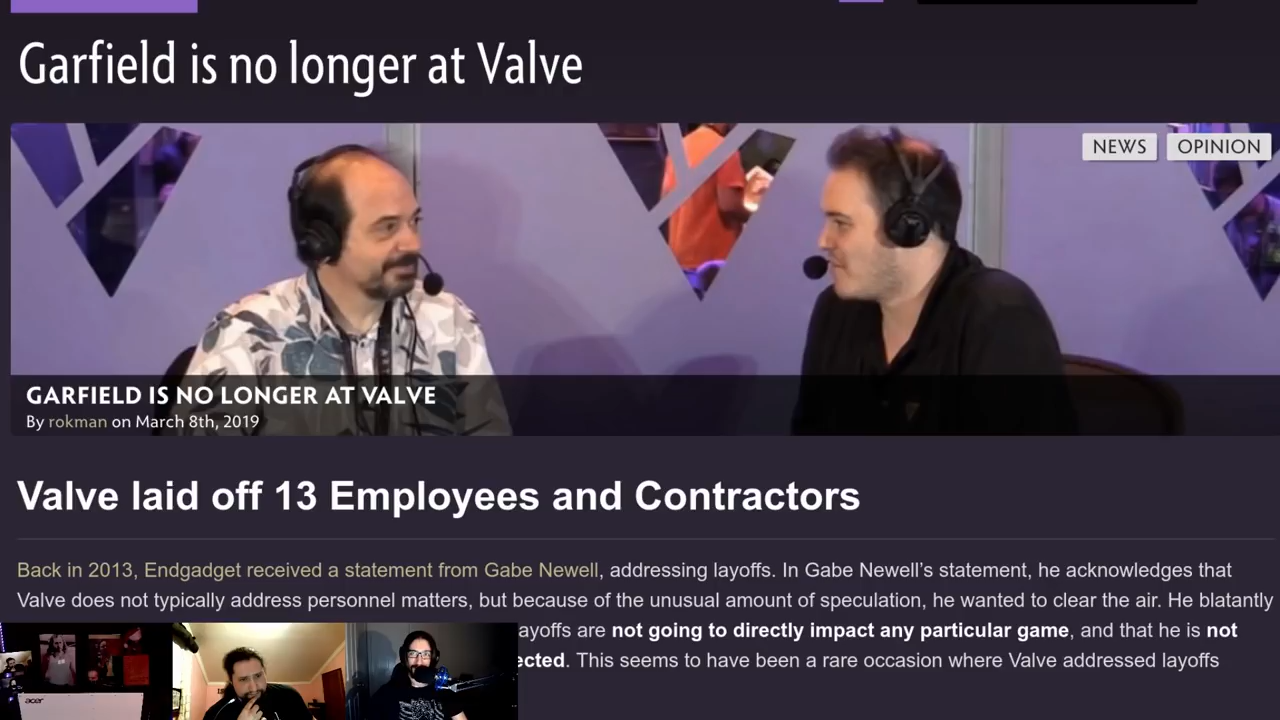 Garfield is no longer at Valve
NEWS OPINION
GARFIELD IS NO LONGER AT VALVE
By rokman on March 8th, 2019
Valve laid off 13 Employees and Contractors
Back in 2013, Endgadget received a statement from Gabe Newell, addressing layoffs. In Gabe Newell's statement, he acknowledges that
Valve does not typically address personnel matters, but because of the unusual amount of speculation, he wanted to clear the air. He blatantly
ayoffs are not going to directly impact any particular game, and that he is not
ected. This seems to have been a rare occasion where Valve addressed layoffs
acer